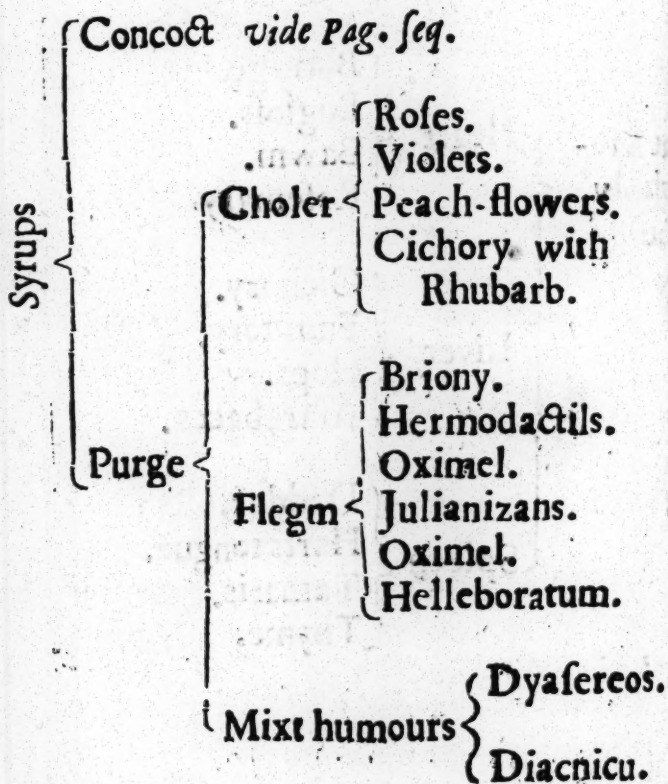 Syrups
Concoct vide Pag. ſeq.
Purge
Choler
Roſes.
Violets.
Peach-flowers.
Cichory with
Rhubarb.
Flegm
Briony.
Hermodactils.
Oximel.
Julianizans.
Oximel.
Helleboratum.
Mixt humours
Dyaſereos.
Diacnicu.